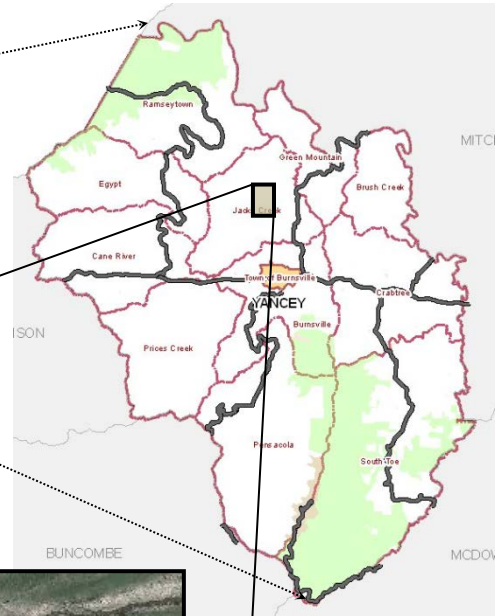 Ramseytown
MITC
Green Mountain
Egypt
Brush Creek
Jacks Creek
Cane River
Town of Burnsville
YANCEY
Crabtree
ISON
Burnsville
Prices Creek
Pensacola
South Toe
BUNCOMBE
MCDOW